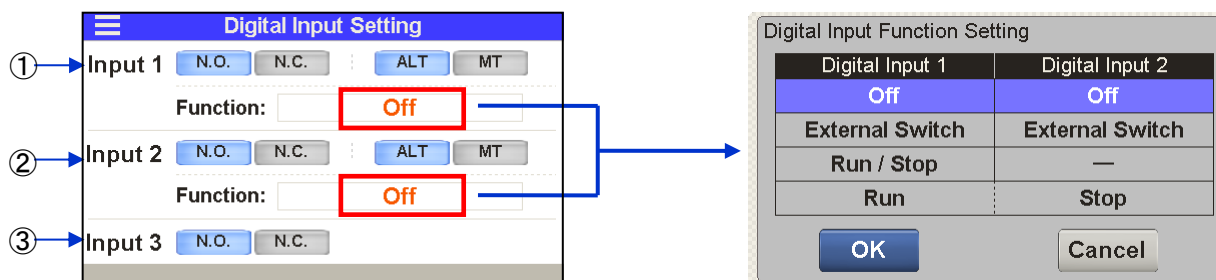 Digital Input Setting
① Input 1 N.O. N.C. ALT MT
Function: Off
② Input 2 N.O. N.C. ALT MT
Function: Off
③ Input 3 N.O. N.C.
Digital Input Function Setting
Digital Input 1 Digital Input 2
Off Off
External Switch External Switch
Run / Stop —
Run Stop
OK Cancel